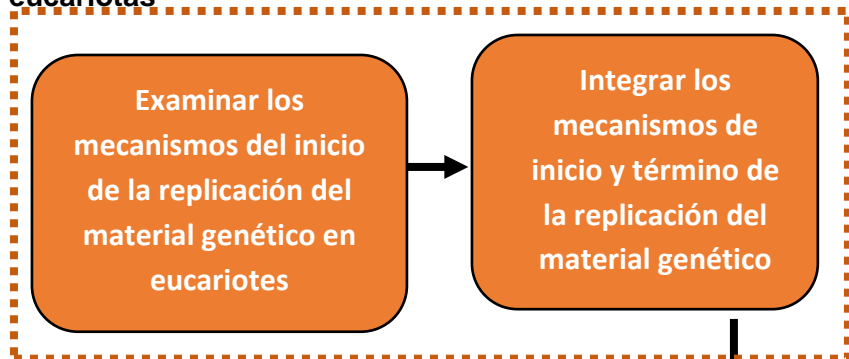 eucariotas
Examinar los
mecanismos del inicio
de la replicación del
material genético en
eucariotes
Integrar los
mecanismos de
inicio y término de
la replicación del
material genético